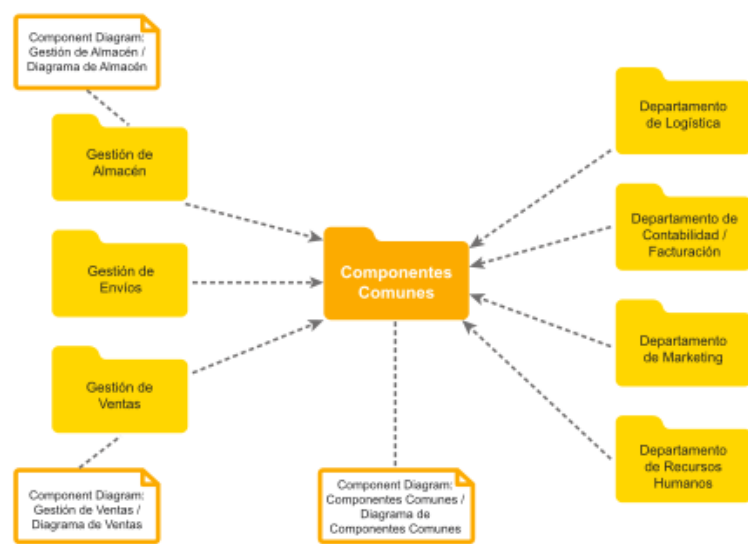 Component Diagram:
Gestión de Almacén /
Diagrama de Almacén
Gestión de
Almacén
Gestión de
Envíos
Gestión de
Ventas
Component Diagram:
Gestión de Ventas /
Diagrama de Ventas
Componentes
Comunes
Component Diagram:
Componentes Comunes /
Diagrama de
Componentes Comunes
Departamento
de Logística
Departamento de
Contabilidad /
Facturación
Departamento
de Marketing
Departamento
de Recursos
Humanos